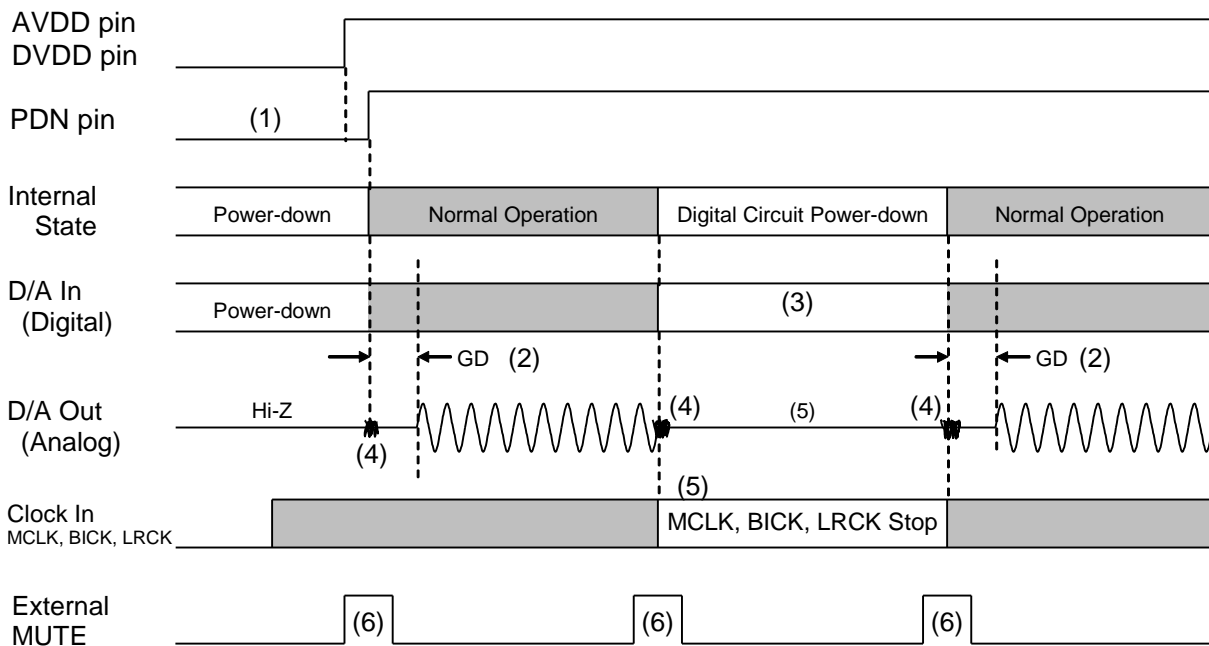 AVDD pin
DVDD pin
PDN pin
(1)
Internal
State
Power-down
Normal Operation
Digital Circuit Power-down
Normal Operation
D/A In
(Digital)
Power-down
(3)
GD (2)
GD (2)
D/A Out
(Analog)
Hi-Z
(4)
(4)
(5)
(4)
Clock In
MCLK, BICK, LRCK
(5)
MCLK, BICK, LRCK Stop
External
MUTE
(6)
(6)
(6)